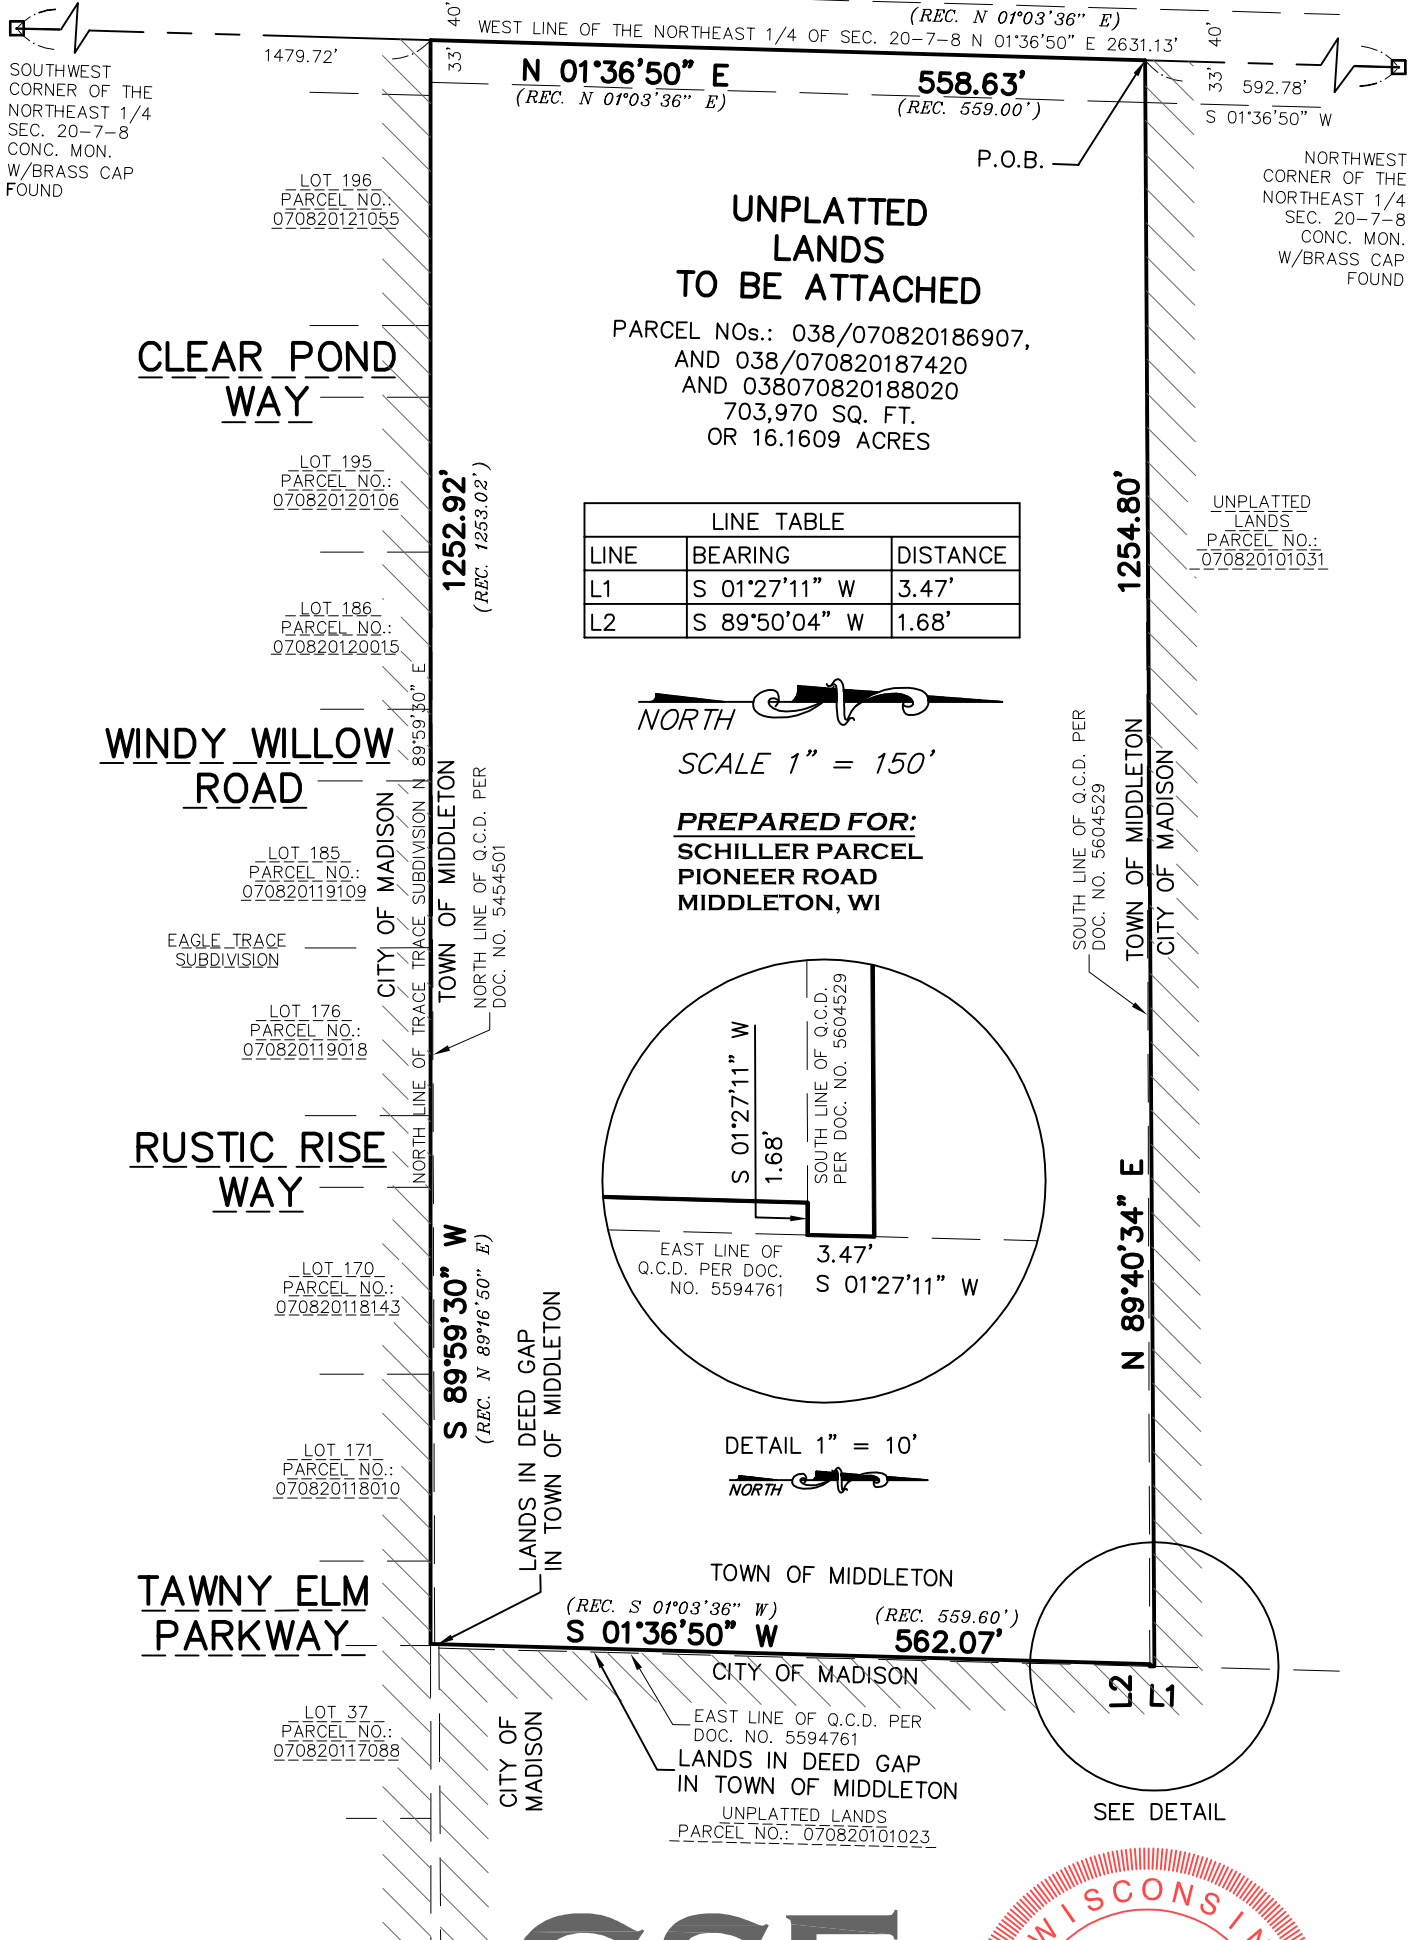 (REC. N 01°03'36" E)
WEST LINE OF THE NORTHEAST 1/4 OF SEC. 20-7-8 N 01°36'50" E 2631.13'
40'
33'
40'
33'
1479.72'
N 01°36'50" E
(REC. N 01°03'36" E)
558.63'
(REC. 559.00')
592.78'
S 01°36'50" W
P.O.B.
SOUTHWEST
CORNER OF THE
NORTHEAST 1/4
SEC. 20-7-8
CONC. MON.
W/BRASS CAP
FOUND
NORTHWEST
CORNER OF THE
NORTHEAST 1/4
SEC. 20-7-8
CONC. MON.
W/BRASS CAP
FOUND
LOT 196
PARCEL NO.:
070820121055
UNPLATTED
LANDS
TO BE ATTACHED
PARCEL NOs.: 038/070820186907,
AND 038/070820187420
AND 038070820188020
703,970 SQ. FT.
OR 16.1609 ACRES
CLEAR POND
WAY
LOT 195
PARCEL NO.:
070820120106
1252.92'
(REC. 1253.02')
1254.80'
UNPLATTED
LANDS
PARCEL NO.:
070820101031
LINE TABLE
LINE BEARING DISTANCE
L1 S 01°27'11" W 3.47'
L2 S 89°50'04" W 1.68'
LOT 186
PARCEL NO.:
070820120015
NORTH
SCALE 1" = 150'
WINDY WILLOW
ROAD
PREPARED FOR:
SCHILLER PARCEL
PIONEER ROAD
MIDDLETON, WI
LOT 185
PARCEL NO.:
070820119109
EAGLE TRACE
SUBDIVISION
LOT 176
PARCEL NO.:
070820119018
CITY OF MADISON
NORTH LINE OF TRACE TRACE SUBDIVISION N 89°59'30" E
TOWN OF MIDDLETON
NORTH LINE OF Q.C.D. PER
DOC. NO. 5454501
SOUTH LINE OF Q.C.D. PER
DOC. NO. 5604529
TOWN OF MIDDLETON
CITY OF MADISON
S 01°27'11" W
1.68'
SOUTH LINE OF Q.C.D.
PER DOC. NO. 5604529
EAST LINE OF
Q.C.D. PER DOC.
NO. 5594761
3.47'
S 01°27'11" W
RUSTIC RISE
WAY
S 89°59'30" W
(REC. N 89°16'50" E)
N 89°40'34" E
LOT 170
PARCEL NO.:
070820118143
LANDS IN DEED GAP
IN TOWN OF MIDDLETON
DETAIL 1" = 10'
NORTH
LOT 171
PARCEL NO.:
070820118010
TAWNY ELM
PARKWAY
TOWN OF MIDDLETON
(REC. S 01°03'36" W)
S 01°36'50" W
(REC. 559.60')
562.07'
CITY OF MADISON
L2 L1
LOT 37
PARCEL NO.:
070820117088
CITY OF
MADISON
EAST LINE OF Q.C.D. PER
DOC. NO. 5594761
LANDS IN DEED GAP
IN TOWN OF MIDDLETON
UNPLATTED LANDS
PARCEL NO.: 070820101023
SEE DETAIL
WISCONSIN